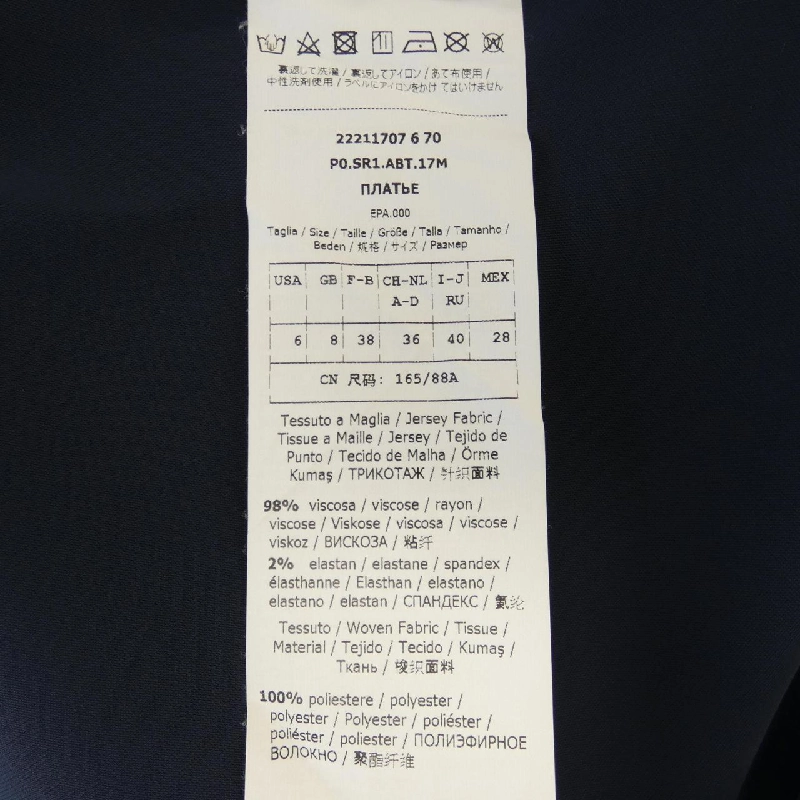 裏返して洗濯 / 裏返してアイロン / あて布使用 /
中性洗剤使用 / ラベルにアイロンをかけ てはいけません
22211707 6 70
P0.SR1.ABT.17M
ПЛАТЬЕ
EPA.000
Taglia / Size / Taille / Größe / Talla / Tamanho /
Beden / 規格 / サイズ / Размер
USA GB F-B CH-NL I-J MEX
A-D RU
6 8 38 36 40 28
CN 尺码: 165/88A
Tessuto a Maglia / Jersey Fabric /
Tissue a Maille / Jersey / Tejido de
Punto / Tecido de Malha / Örme
Kumaş / ТРИКОТАЖ / 针织面料
98% viscosa / viscose / rayon /
viscose / Viskose / viscosa / viscose /
viskoz / ВИСКОЗА / 粘纤
2% elastan / elastane / spandex /
élasthanne / Elasthan / elastano /
elastano / elastan / СПАНДЕКС / 氨纶
Tessuto / Woven Fabric / Tissue /
Material / Tejido / Tecido / Kumaş /
Ткань / 梭织面料
100% poliestere / polyester /
polyester / Polyester / poliéster /
poliéster / poliester / ПОЛИЭФИРНОЕ
ВОЛОКНО / 聚酯纤维